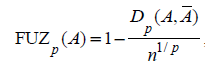 FUZ_p(A) = 1 − D_p(A, A̅) / n^{1/p}